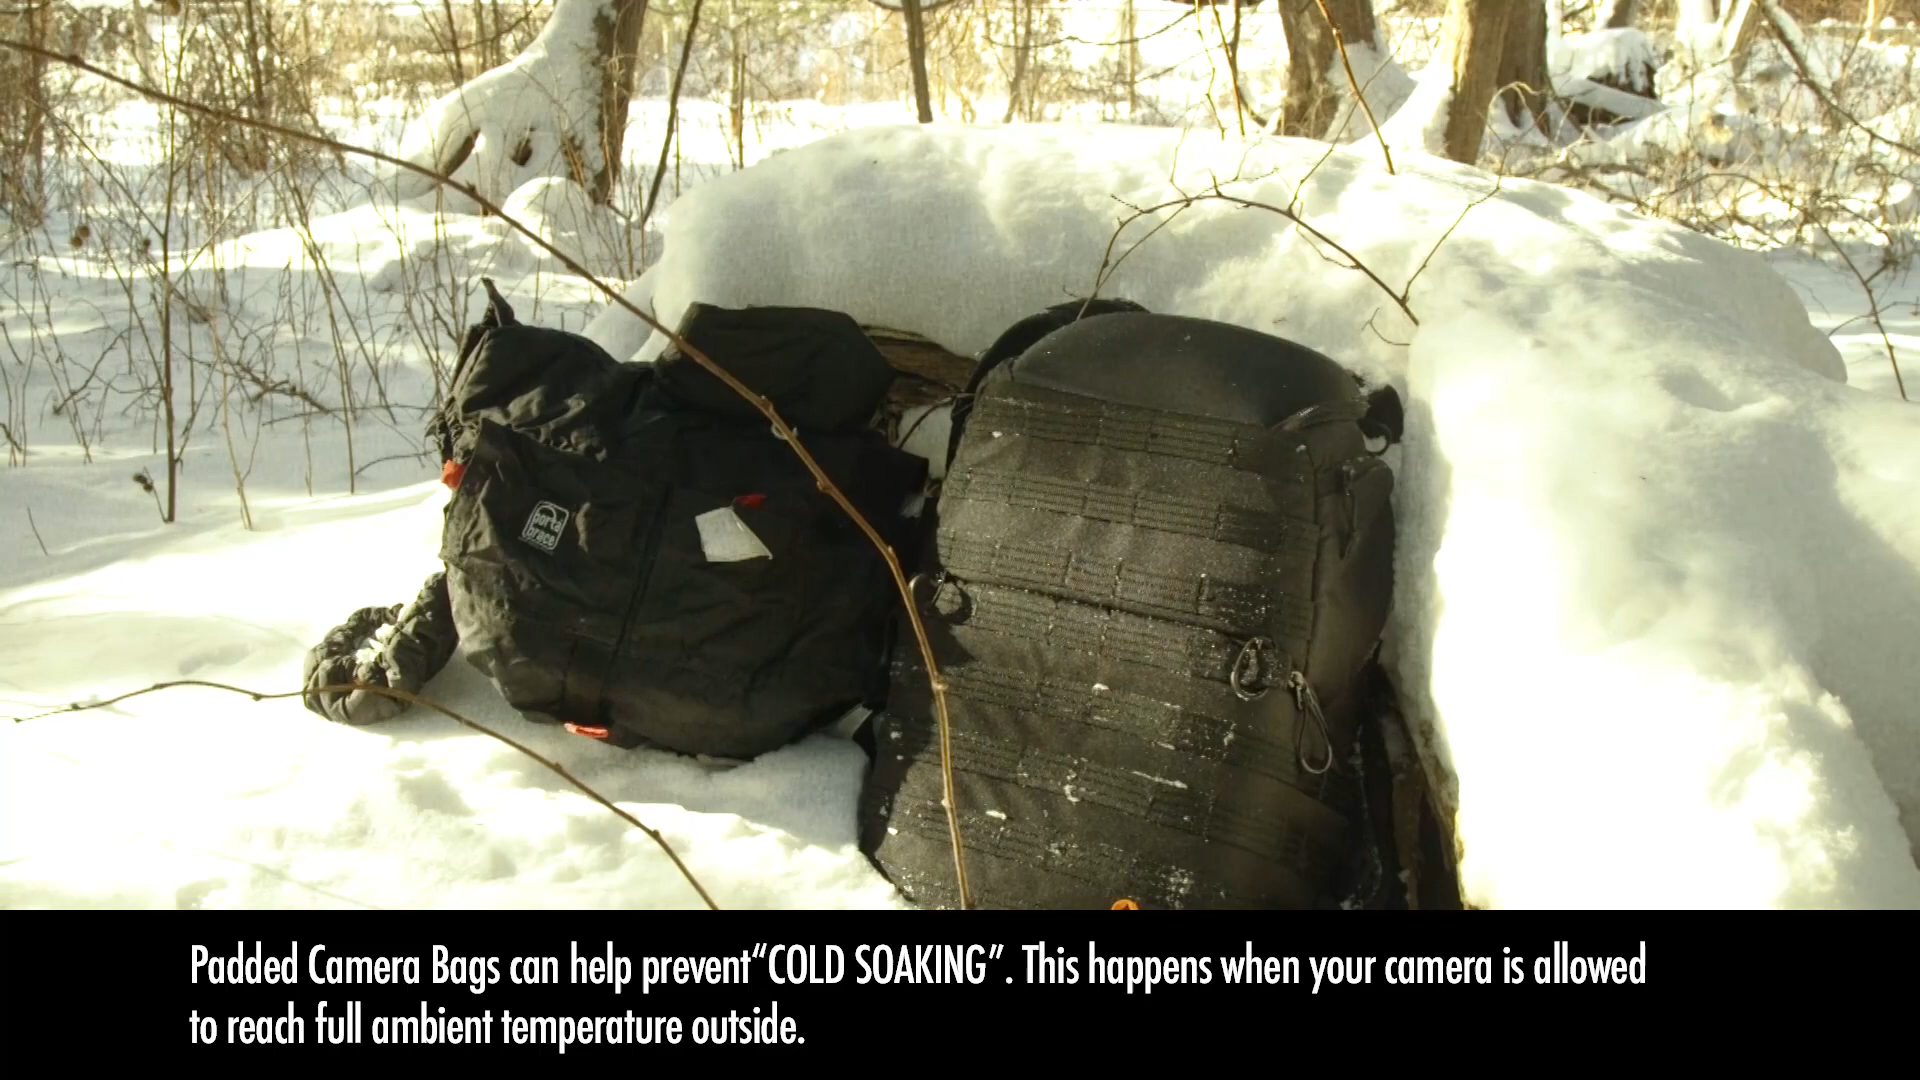 porta
brace
Padded Camera Bags can help prevent“COLD SOAKING”. This happens when your camera is allowed
to reach full ambient temperature outside.